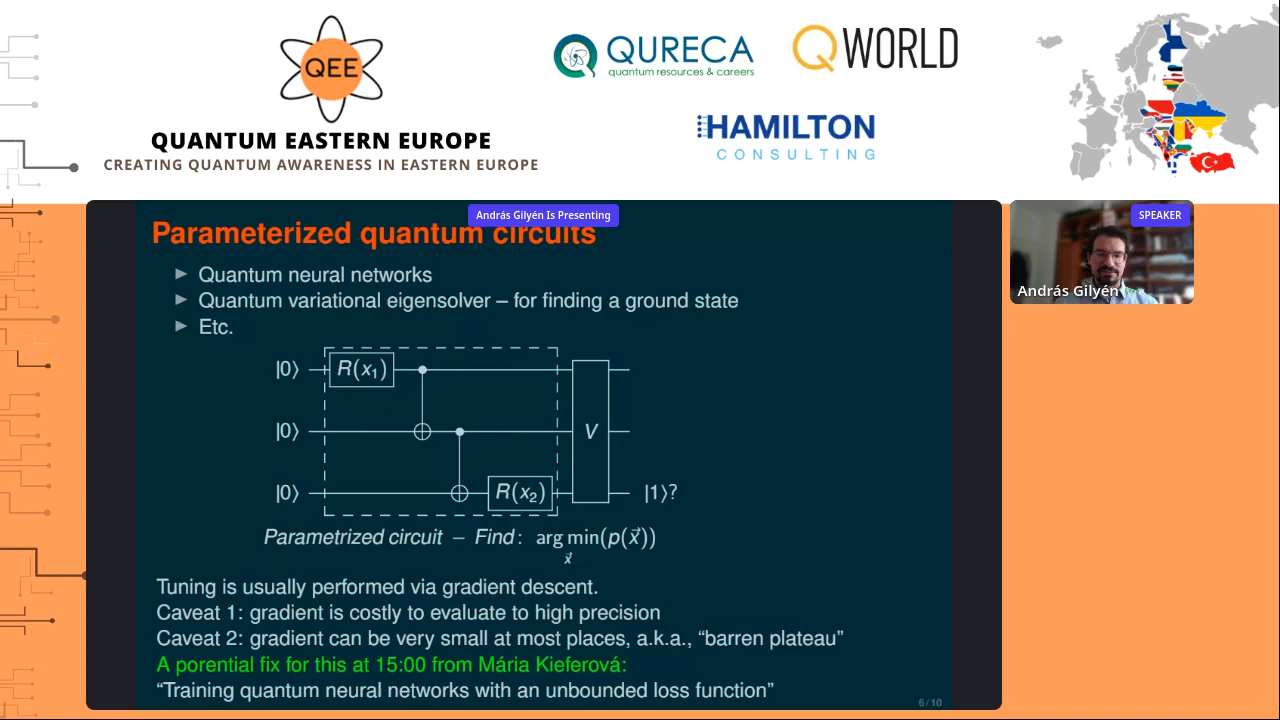 QEE
QUANTUM EASTERN EUROPE
CREATING QUANTUM AWARENESS IN EASTERN EUROPE
QURECA
quantum resources & careers
QWORLD
HAMILTON
CONSULTING
András Gilyén Is Presenting
SPEAKER
András Gilyén
Parameterized quantum circuits
► Quantum neural networks
► Quantum variational eigensolver – for finding a ground state
► Etc.
|0⟩ R(x₁)
|0⟩ V
|0⟩ R(x₂) |1⟩?
Parametrized circuit – Find: arg min(p(x⃗))
x⃗
Tuning is usually performed via gradient descent.
Caveat 1: gradient is costly to evaluate to high precision
Caveat 2: gradient can be very small at most places, a.k.a., “barren plateau”
A porential fix for this at 15:00 from Mária Kieferová:
“Training quantum neural networks with an unbounded loss function”
6/10